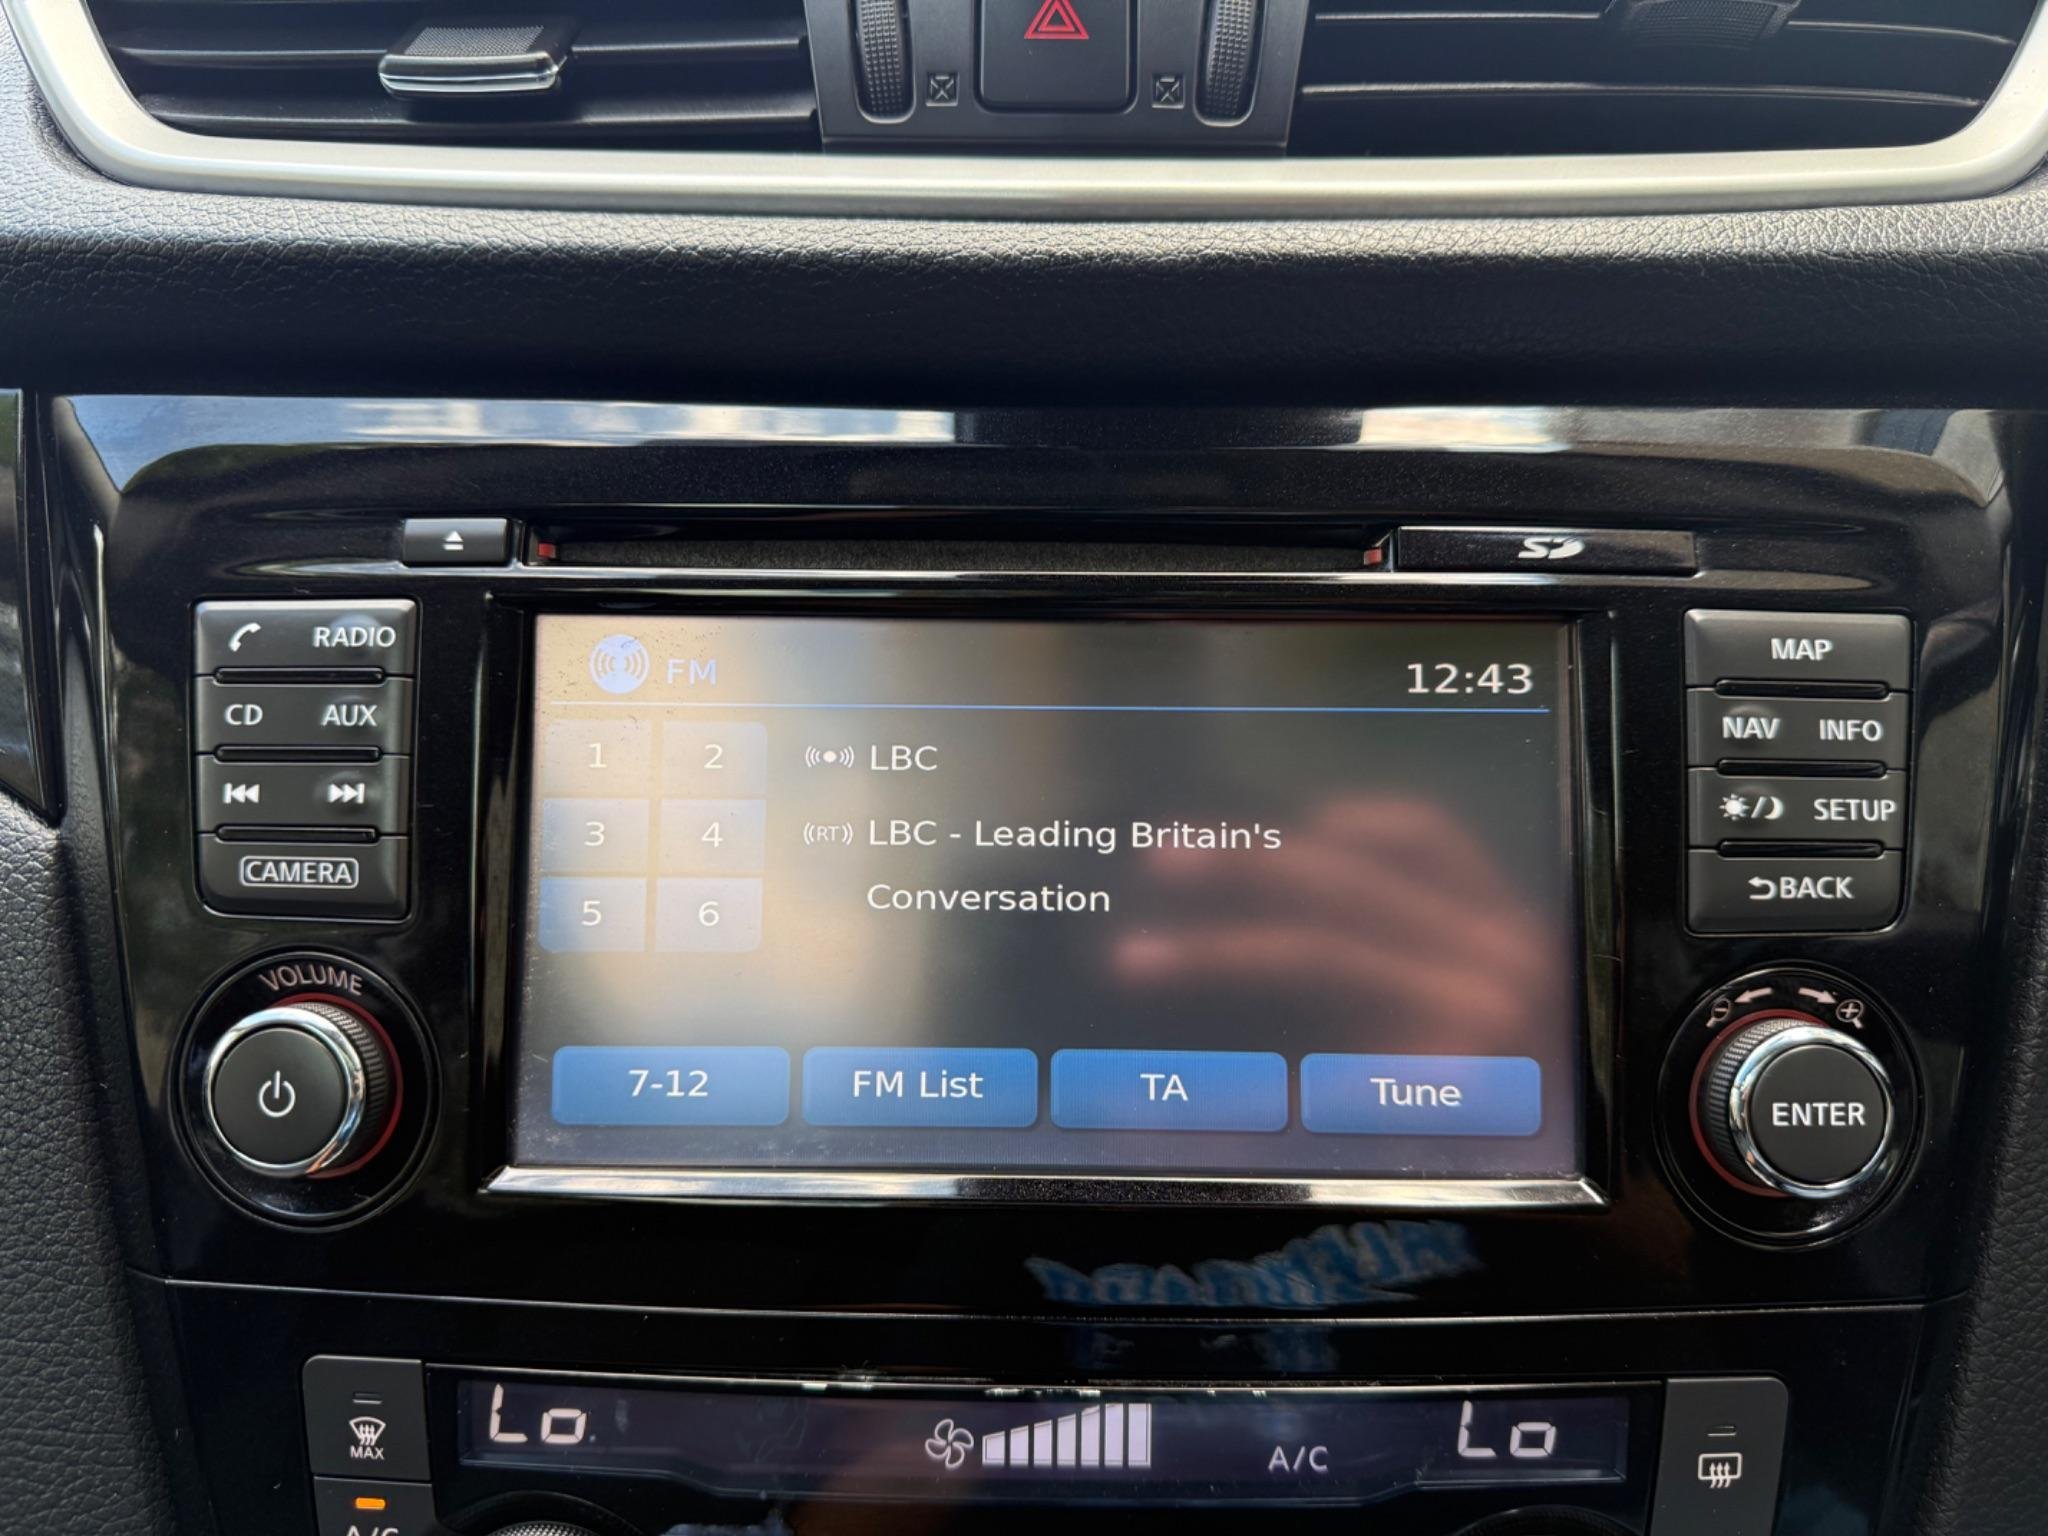 SD
RADIO
CD AUX
CAMERA
VOLUME
FM
12:43
1 2
LBC
3 4
RT LBC - Leading Britain's
5 6
Conversation
7-12 FM List TA Tune
MAP
NAV INFO
SETUP
BACK
ENTER
MAX
Lo A/C Lo
A/C